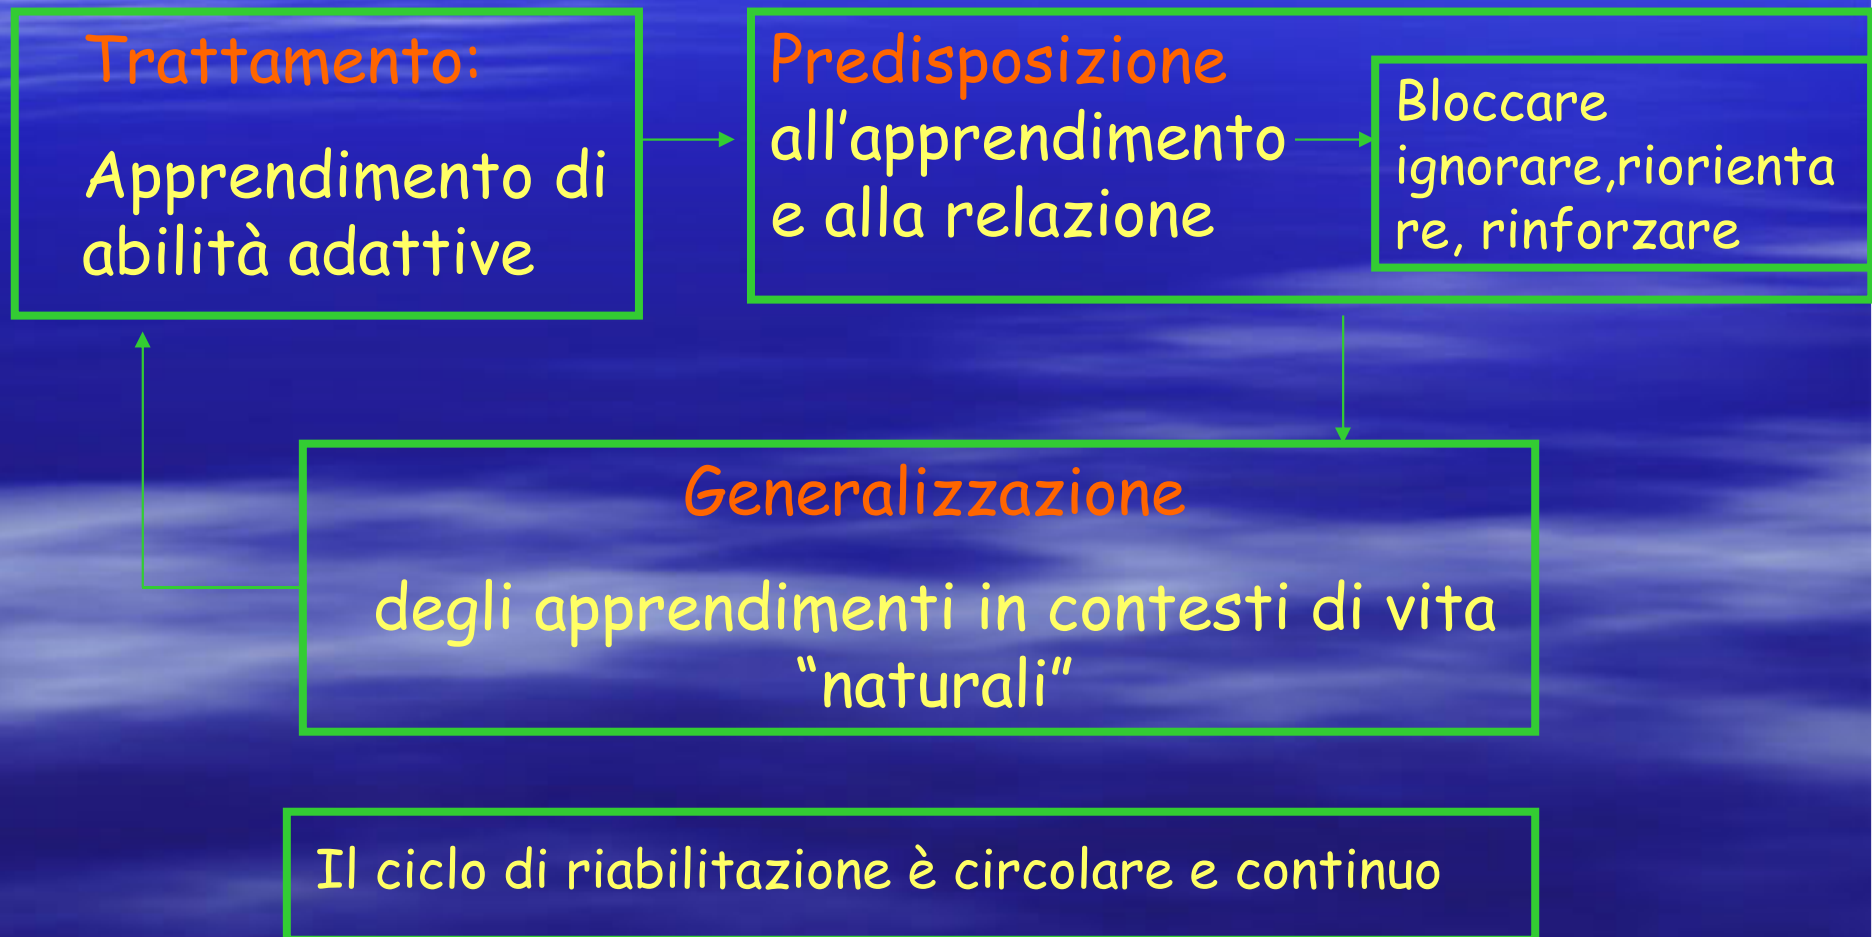 Trattamento:
Apprendimento di
abilità adattive
Predisposizione
all’apprendimento
e alla relazione
Bloccare
ignorare,riorienta
re, rinforzare
Generalizzazione
degli apprendimenti in contesti di vita
“naturali”
Il ciclo di riabilitazione è circolare e continuo